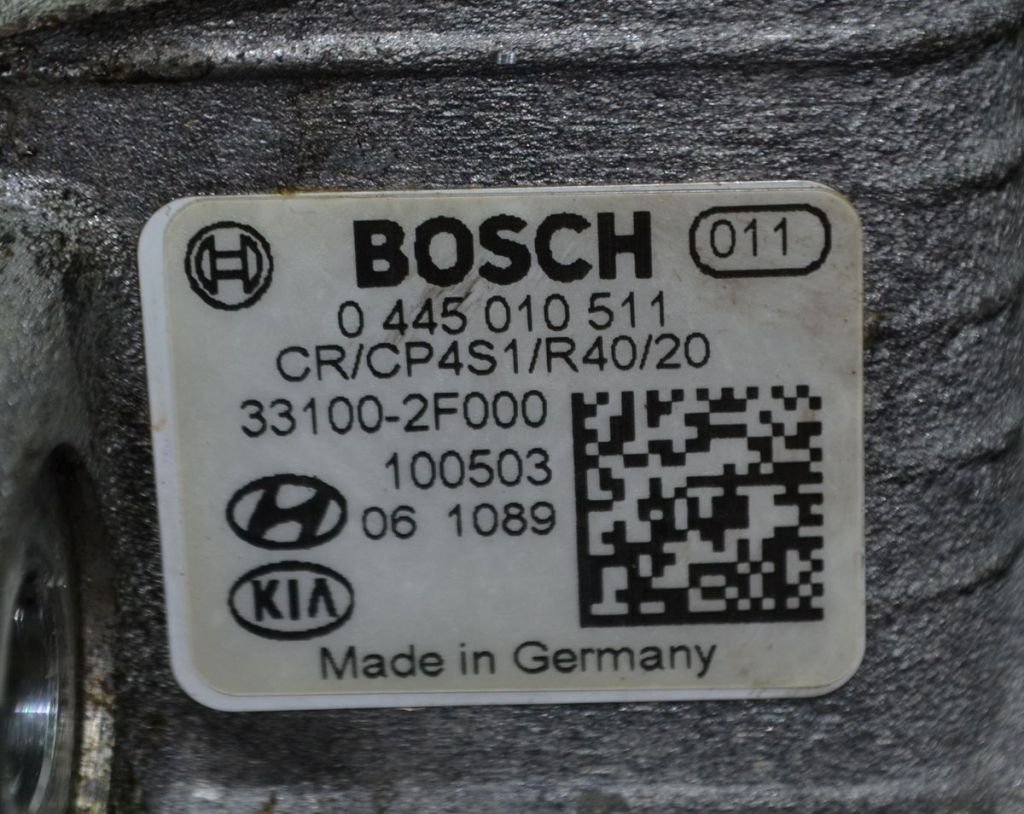 BOSCH 011
0 445 010 511
CR/CP4S1/R40/20
33100-2F000
100503
06 1089
KIA
Made in Germany